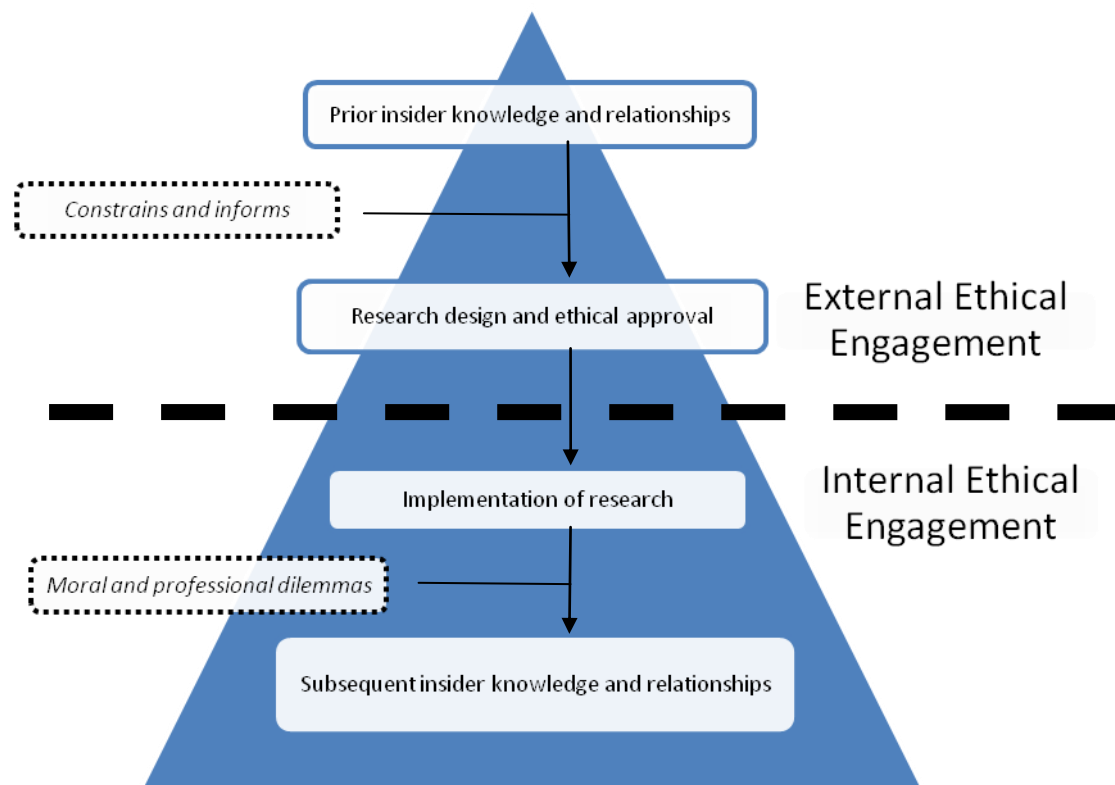 Prior insider knowledge and relationships
Constrains and informs
Research design and ethical approval
External Ethical
Engagement
Internal Ethical
Engagement
Implementation of research
Moral and professional dilemmas
Subsequent insider knowledge and relationships